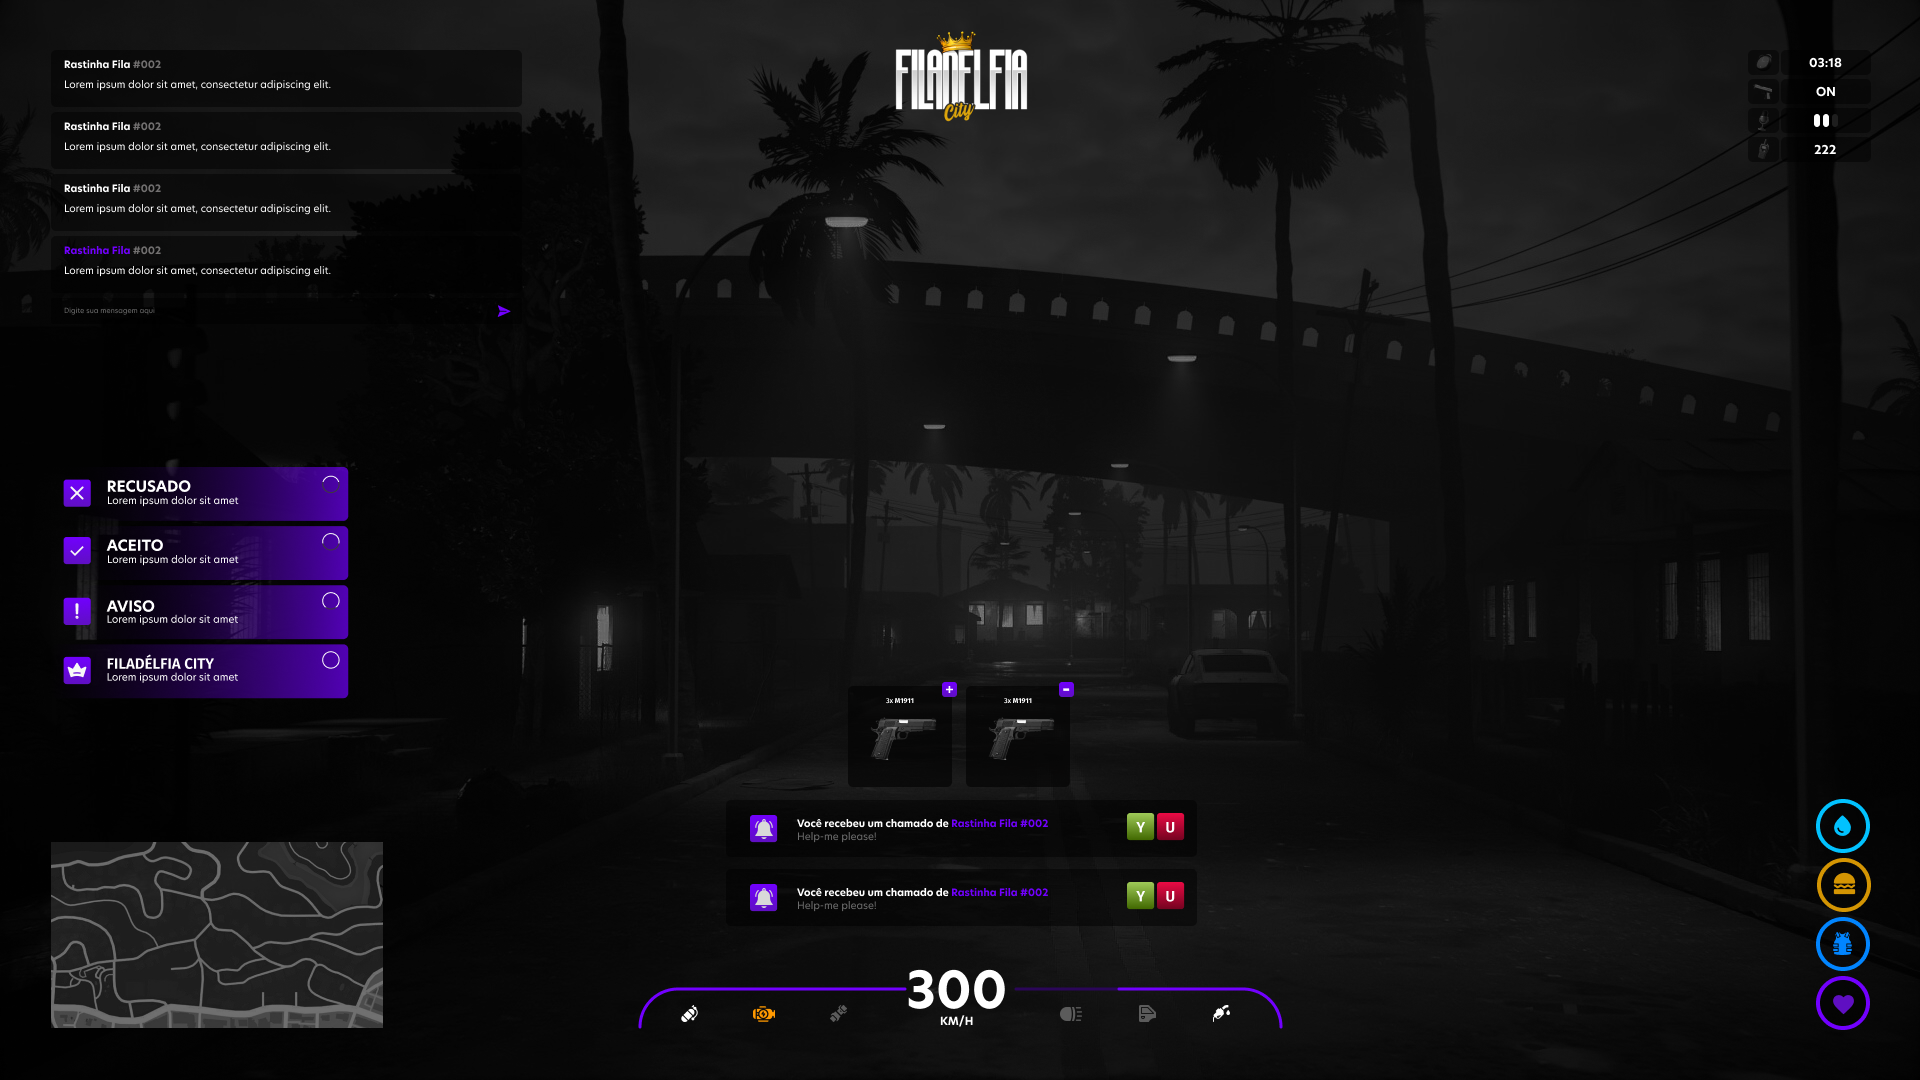 Rastinha Fila #002
Lorem ipsum dolor sit amet, consectetur adipiscing elit.
Rastinha Fila #002
Lorem ipsum dolor sit amet, consectetur adipiscing elit.
Rastinha Fila #002
Lorem ipsum dolor sit amet, consectetur adipiscing elit.
Rastinha Fila #002
Lorem ipsum dolor sit amet, consectetur adipiscing elit.
Digite sua mensagem aqui
FILADELFIA
City
03:18
ON
222
RECUSADO
Lorem ipsum dolor sit amet
ACEITO
Lorem ipsum dolor sit amet
!
AVISO
Lorem ipsum dolor sit amet
FILADÉLFIA CITY
Lorem ipsum dolor sit amet
+
3x M1911
-
3x M1911
Você recebeu um chamado de Rastinha Fila #002
Help-me please!
Y U
Você recebeu um chamado de Rastinha Fila #002
Help-me please!
Y U
300
KM/H